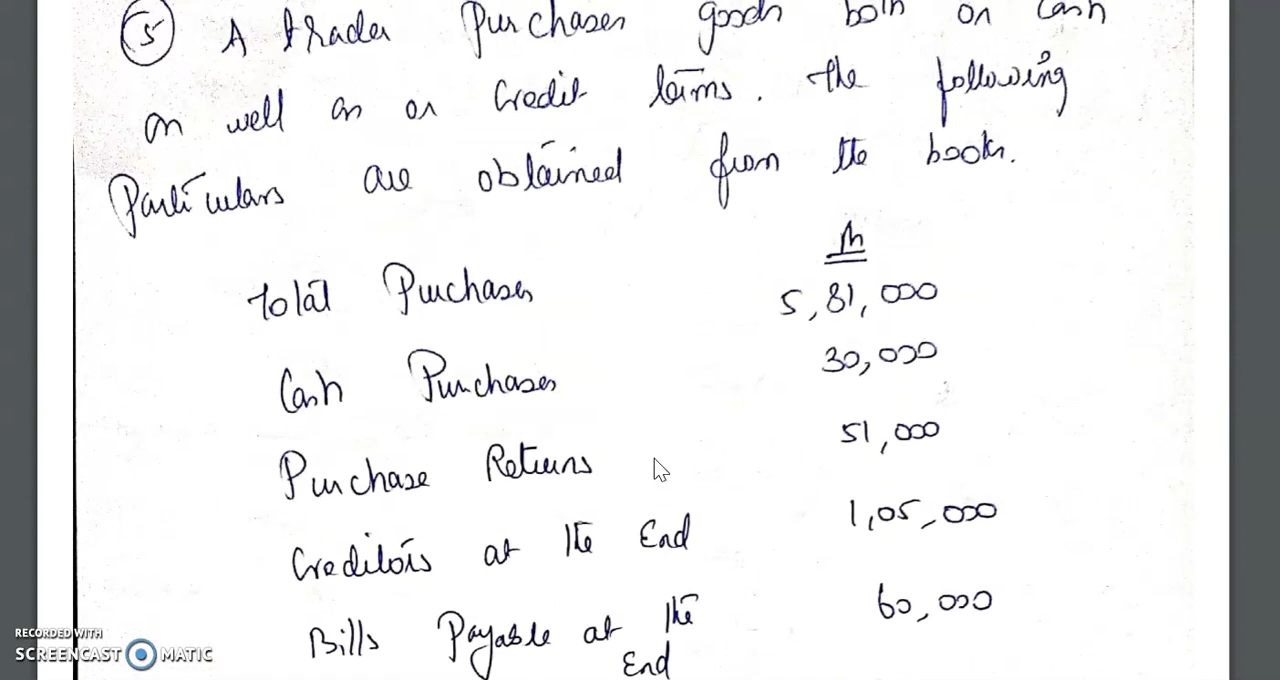 5 A trader purchases goods both on cash
as well as on credit terms. The following
Particulars are obtained from the books.
Rs
Total Purchases 5,81,000
Cash Purchases 30,000
Purchase Returns 51,000
Creditors at the End 1,05,000
Bills Payable at the 60,000
End
RECORDED WITH
SCREENCAST MATIC